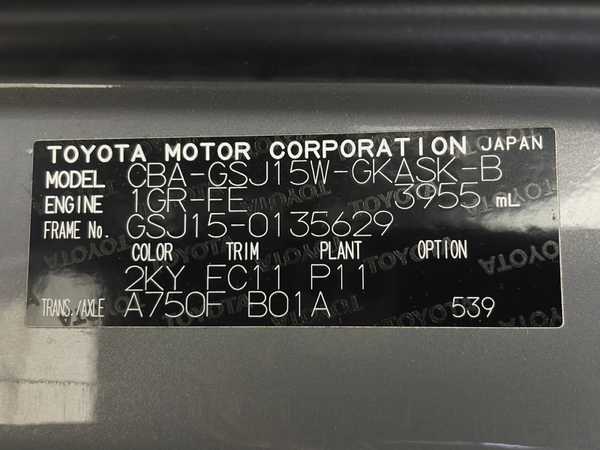 TOYOTA MOTOR CORPORATION JAPAN
MODEL CBA-GSJ15W-GKASK-B
ENGINE 1GR-FE 3955 mL
FRAME No. GSJ15-0135629
COLOR TRIM PLANT OPTION
2KY FC11 P11
TRANS./AXLE A750F B01A 539